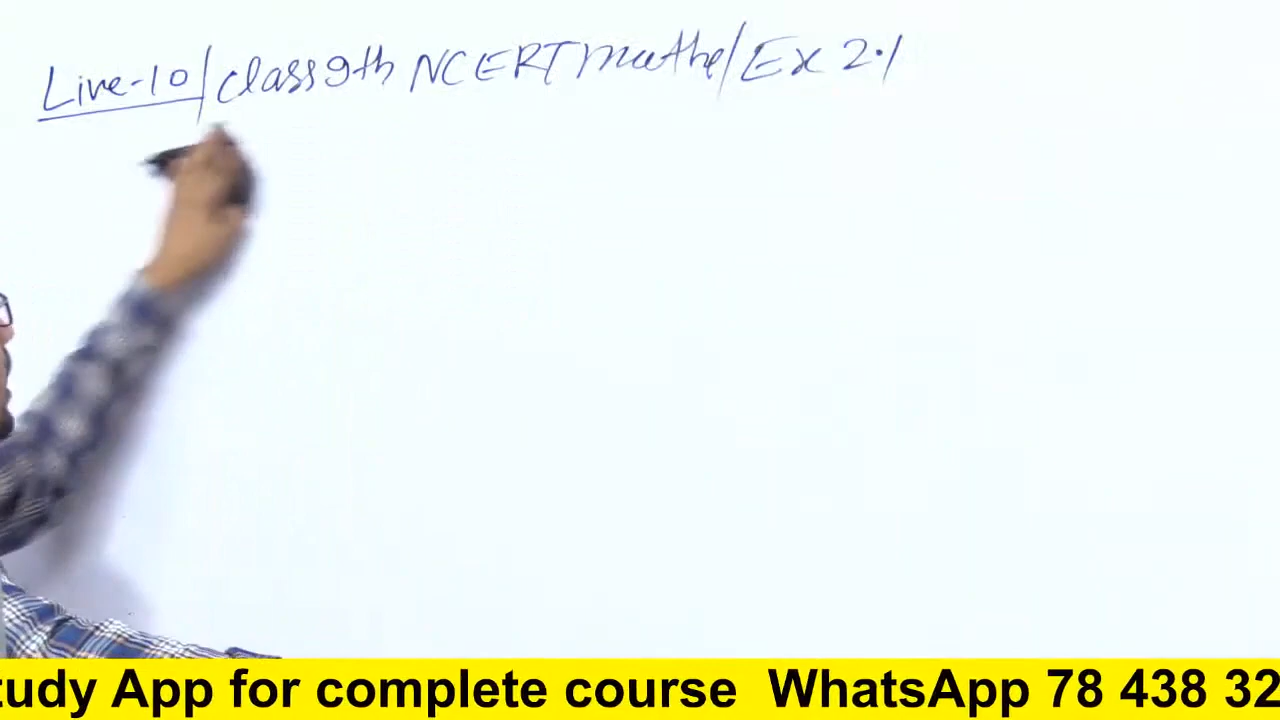 Live-10/class 9th NCERT maths/Ex 2.1
tudy App for complete course WhatsApp 78 438 32